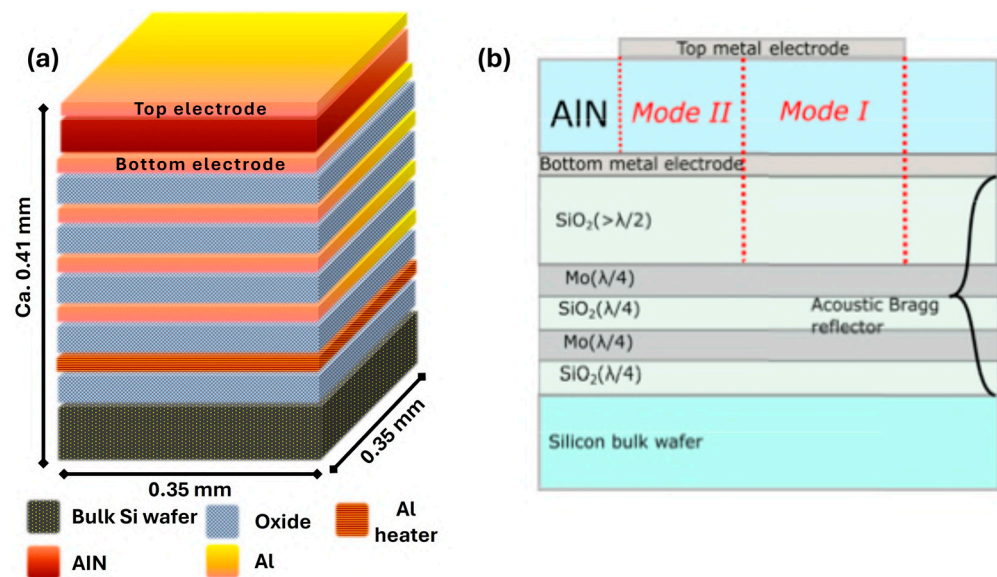 (a)
Top electrode
Bottom electrode
Ca. 0.41 mm
0.35 mm
0.35 mm
Bulk Si wafer
Oxide
Al
heater
AlN
Al
(b)
Top metal electrode
AlN
Mode II
Mode I
Bottom metal electrode
SiO₂(>λ/2)
Mo(λ/4)
SiO₂(λ/4)
Acoustic Bragg
reflector
Mo(λ/4)
SiO₂(λ/4)
Silicon bulk wafer